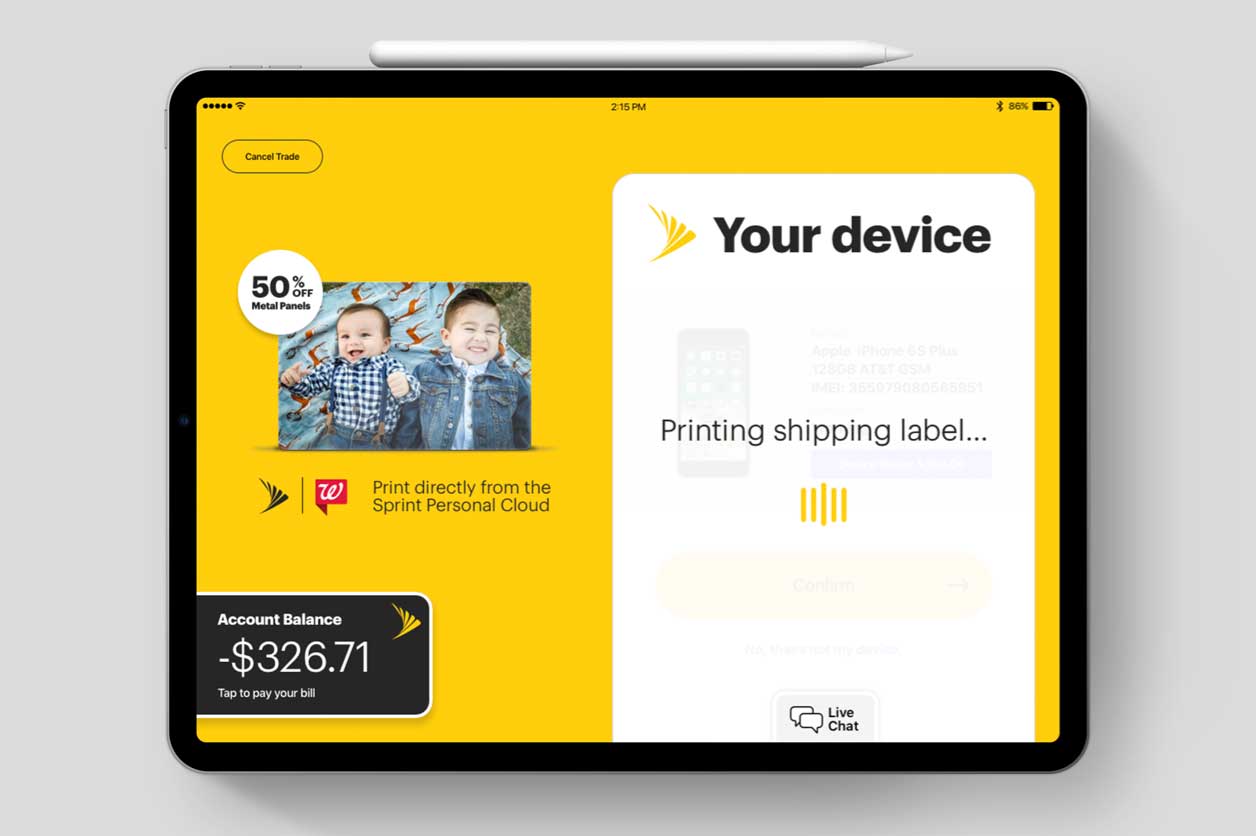 2:15 PM
86%
Cancel Trade
50% OFF
Metal Panels
Print directly from the
Sprint Personal Cloud
Account Balance
-$326.71
Tap to pay your bill
Your device
Apple iPhone 6S Plus
128GB AT&T GSM
Printing shipping label...
Confirm
No, that's not my device.
Live
Chat